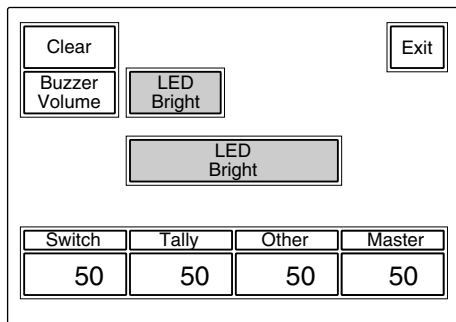 Clear
Exit
Buzzer
Volume
LED
Bright
LED
Bright
Switch Tally Other Master
50 50 50 50